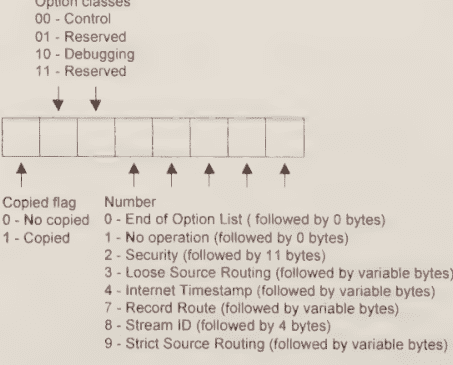 Option classes
00 - Control
01 - Reserved
10 - Debugging
11 - Reserved
Copied flag
0 - No copied
1 - Copied
Number
0 - End of Option List ( followed by 0 bytes)
1 - No operation (followed by 0 bytes)
2 - Security (followed by 11 bytes)
3 - Loose Source Routing (followed by variable bytes)
4 - Internet Timestamp (followed by variable bytes)
7 - Record Route (followed by variable bytes)
8 - Stream ID (followed by 4 bytes)
9 - Strict Source Routing (followed by variable bytes)